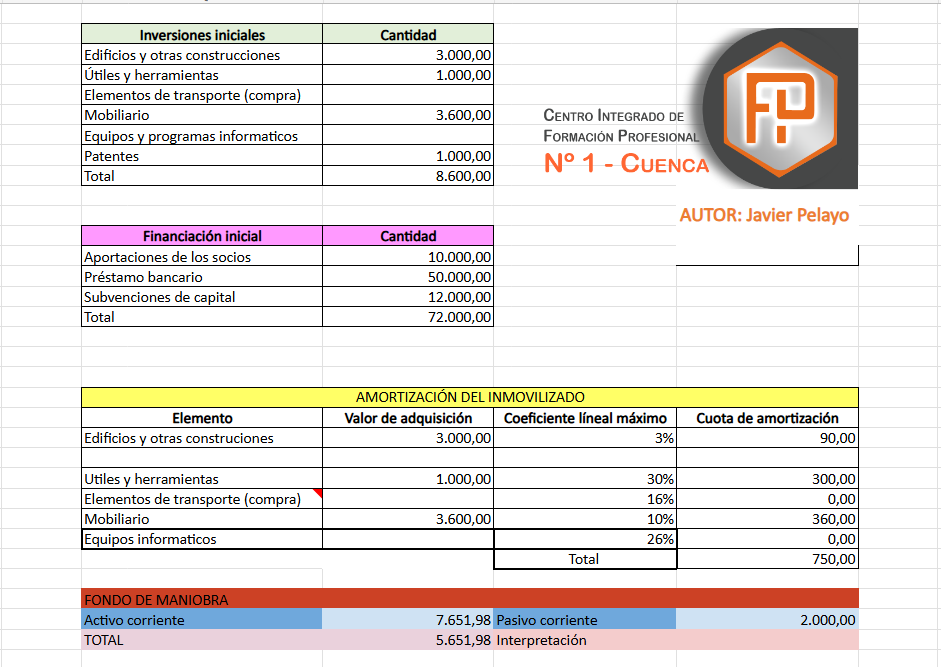 Inversiones iniciales Cantidad
Edificios y otras construcciones 3.000,00
Útiles y herramientas 1.000,00
Elementos de transporte (compra)
Mobiliario 3.600,00
Equipos y programas informaticos
Patentes 1.000,00
Total 8.600,00
CENTRO INTEGRADO DE
FORMACIÓN PROFESIONAL
Nº 1 - CUENCA
FP
AUTOR: Javier Pelayo
Financiación inicial Cantidad
Aportaciones de los socios 10.000,00
Préstamo bancario 50.000,00
Subvenciones de capital 12.000,00
Total 72.000,00
AMORTIZACIÓN DEL INMOVILIZADO
Elemento Valor de adquisición Coeficiente líneal máximo Cuota de amortización
Edificios y otras construciones 3.000,00 3% 90,00
Utiles y herramientas 1.000,00 30% 300,00
Elementos de transporte (compra) 16% 0,00
Mobiliario 3.600,00 10% 360,00
Equipos informaticos 26% 0,00
Total 750,00
FONDO DE MANIOBRA
Activo corriente 7.651,98 Pasivo corriente 2.000,00
TOTAL 5.651,98 Interpretación